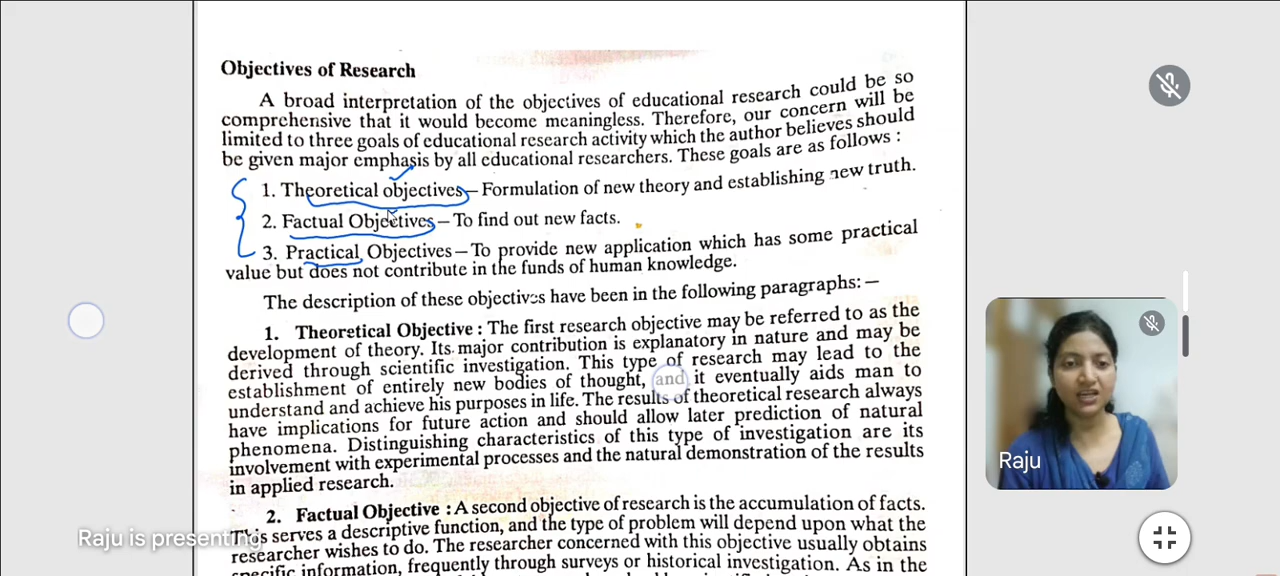 Objectives of Research
A broad interpretation of the objectives of educational research could be so
comprehensive that it would become meaningless. Therefore, our concern will be
limited to three goals of educational research activity which the author believes should
be given major emphasis by all educational researchers. These goals are as follows :
1. Theoretical objectives – Formulation of new theory and establishing new truth.
2. Factual Objectives – To find out new facts.
3. Practical Objectives – To provide new application which has some practical
value but does not contribute in the funds of human knowledge.
The description of these objectives have been in the following paragraphs: –
1. Theoretical Objective : The first research objective may be referred to as the
development of theory. Its major contribution is explanatory in nature and may be
derived through scientific investigation. This type of research may lead to the
establishment of entirely new bodies of thought, and it eventually aids man to
understand and achieve his purposes in life. The results of theoretical research always
have implications for future action and should allow later prediction of natural
phenomena. Distinguishing characteristics of this type of investigation are its
involvement with experimental processes and the natural demonstration of the results
in applied research.
2. Factual Objective : A second objective of research is the accumulation of facts.
This serves a descriptive function, and the type of problem will depend upon what the
researcher wishes to do. The researcher concerned with this objective usually obtains
specific information, frequently through surveys or historical investigation. As in the
Raju is presenting
Raju